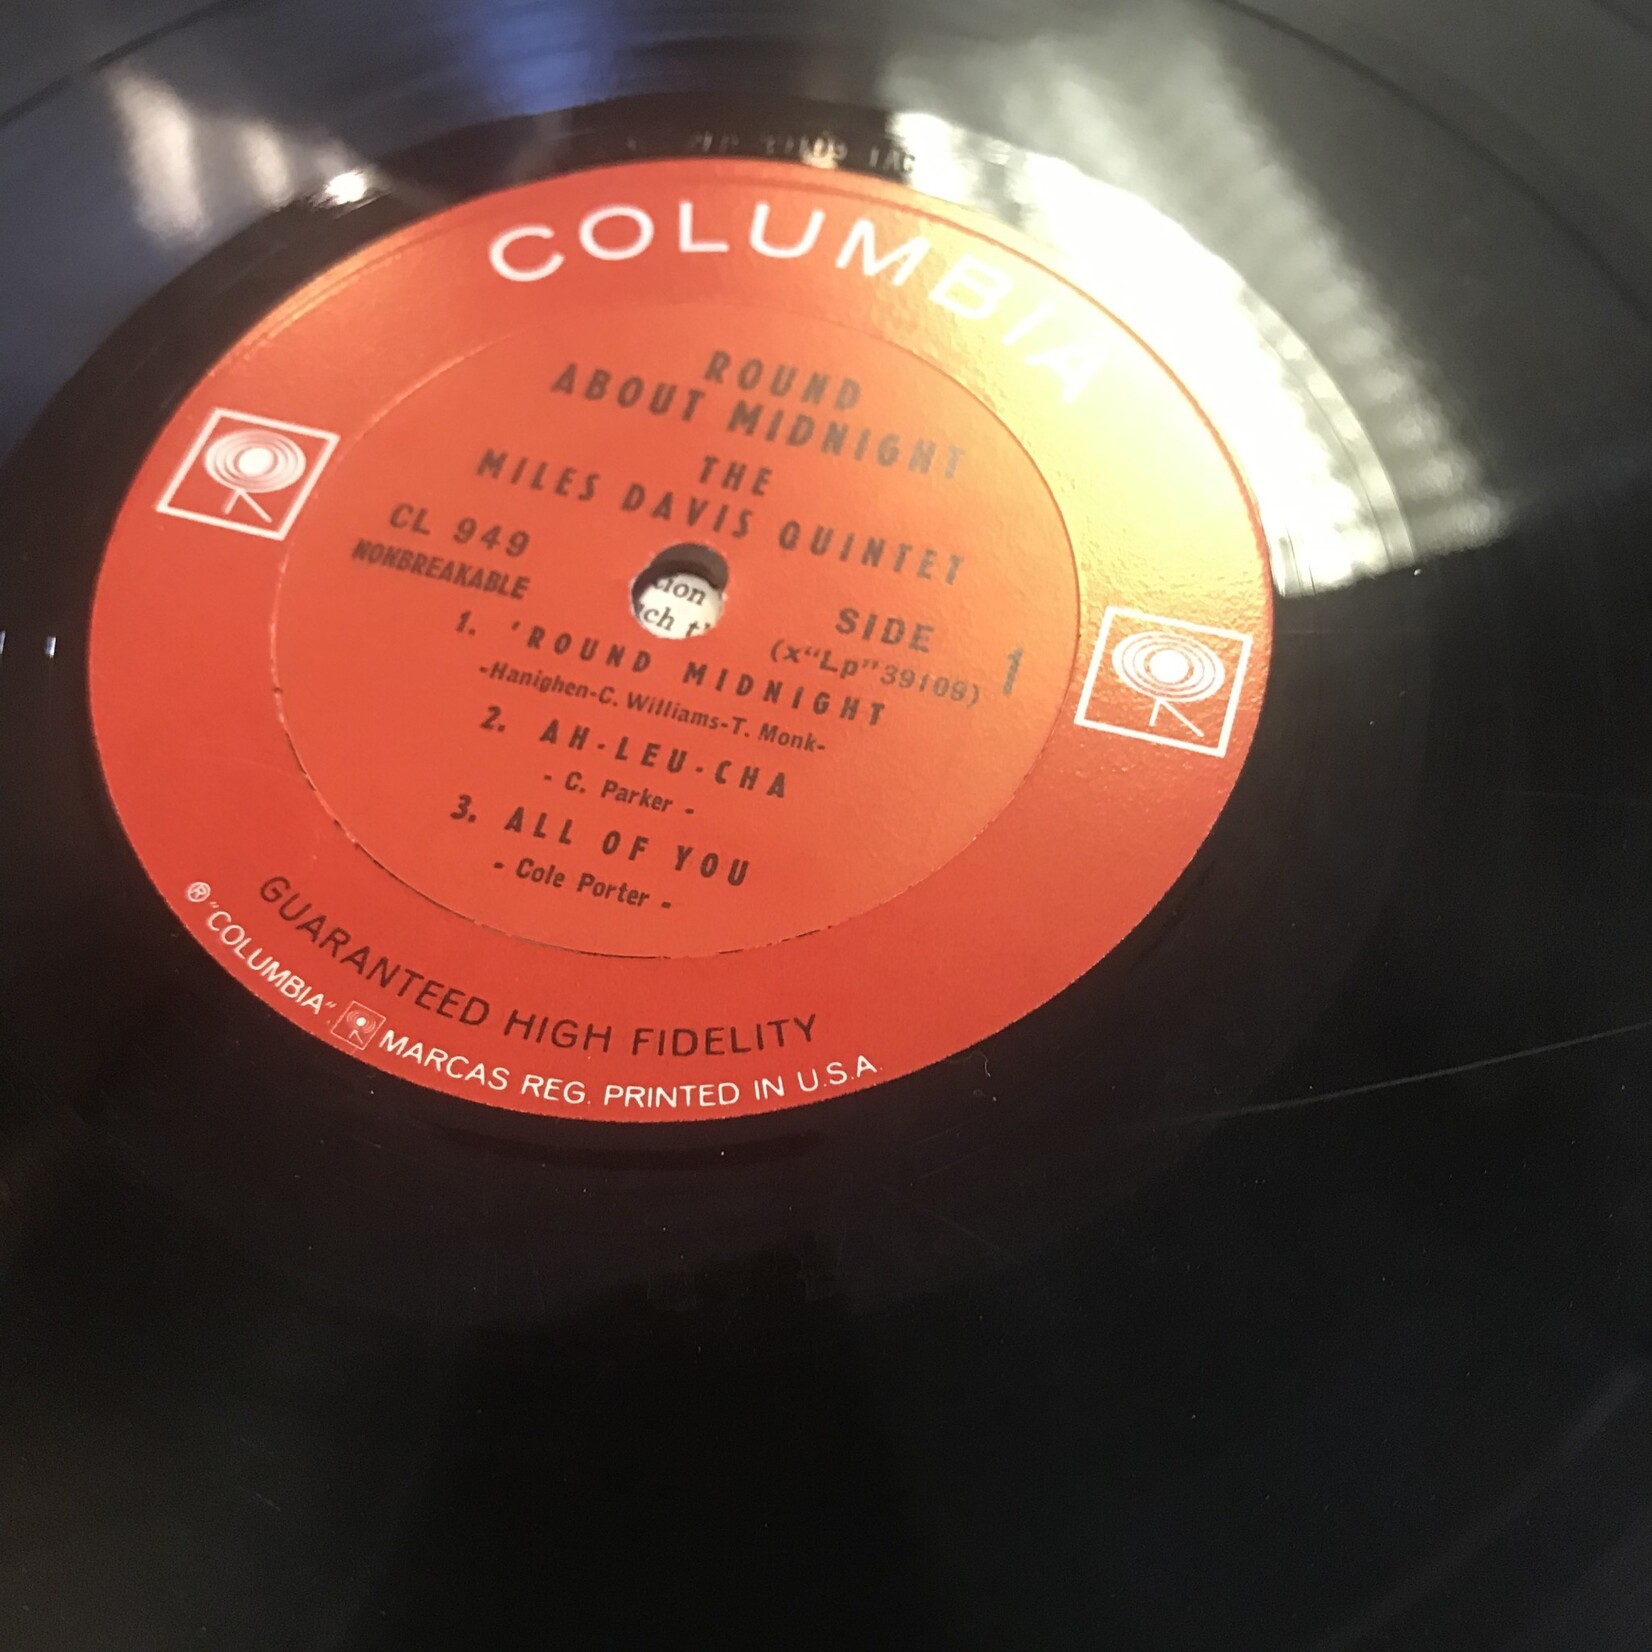 COLUMBIA
ROUND
ABOUT MIDNIGHT
THE
MILES DAVIS QUINTET
CL 949
NONBREAKABLE
SIDE 1
(x"Lp"39109)
1. 'ROUND MIDNIGHT
-Hanighen-C. Williams-T. Monk-
2. AH-LEU-CHA
- C. Parker -
3. ALL OF YOU
- Cole Porter -
GUARANTEED HIGH FIDELITY
® "COLUMBIA", MARCAS REG. PRINTED IN U.S.A.
tion